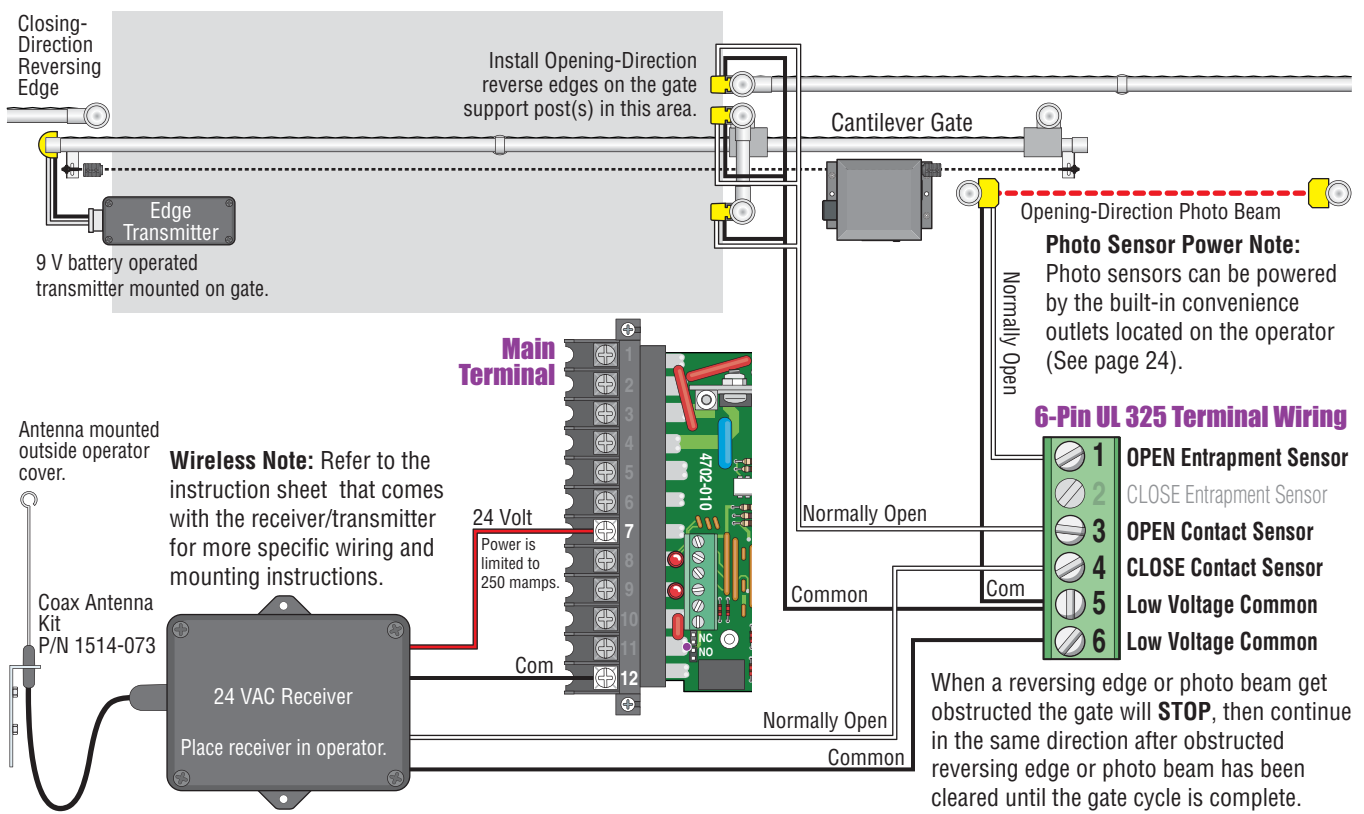 Closing-
Direction
Reversing
Edge
Install Opening-Direction
reverse edges on the gate
support post(s) in this area.
Cantilever Gate
Edge
Transmitter
9 V battery operated
transmitter mounted on gate.
Opening-Direction Photo Beam
Photo Sensor Power Note:
Photo sensors can be powered
by the built-in convenience
outlets located on the operator
(See page 24).
Normally Open
Main
Terminal
1
2
3
4
5
6
7
8
9
10
11
12
4702-010
NC
NO
6-Pin UL 325 Terminal Wiring
1 OPEN Entrapment Sensor
2 CLOSE Entrapment Sensor
3 OPEN Contact Sensor
4 CLOSE Contact Sensor
5 Low Voltage Common
6 Low Voltage Common
Antenna mounted
outside operator
cover.
Wireless Note: Refer to the
instruction sheet that comes
with the receiver/transmitter
for more specific wiring and
mounting instructions.
24 Volt
Power is
limited to
250 mamps.
Normally Open
Common
Com
Coax Antenna
Kit
P/N 1514-073
Com
24 VAC Receiver
Place receiver in operator.
Normally Open
Common
When a reversing edge or photo beam get
obstructed the gate will STOP, then continue
in the same direction after obstructed
reversing edge or photo beam has been
cleared until the gate cycle is complete.